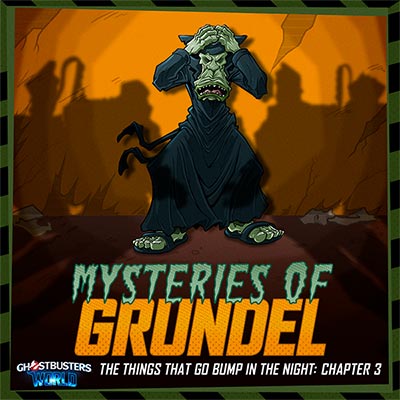 MYSTERIES OF
GRUNDEL
GHOSTBUSTERS
WORLD
THE THINGS THAT GO BUMP IN THE NIGHT: CHAPTER 3